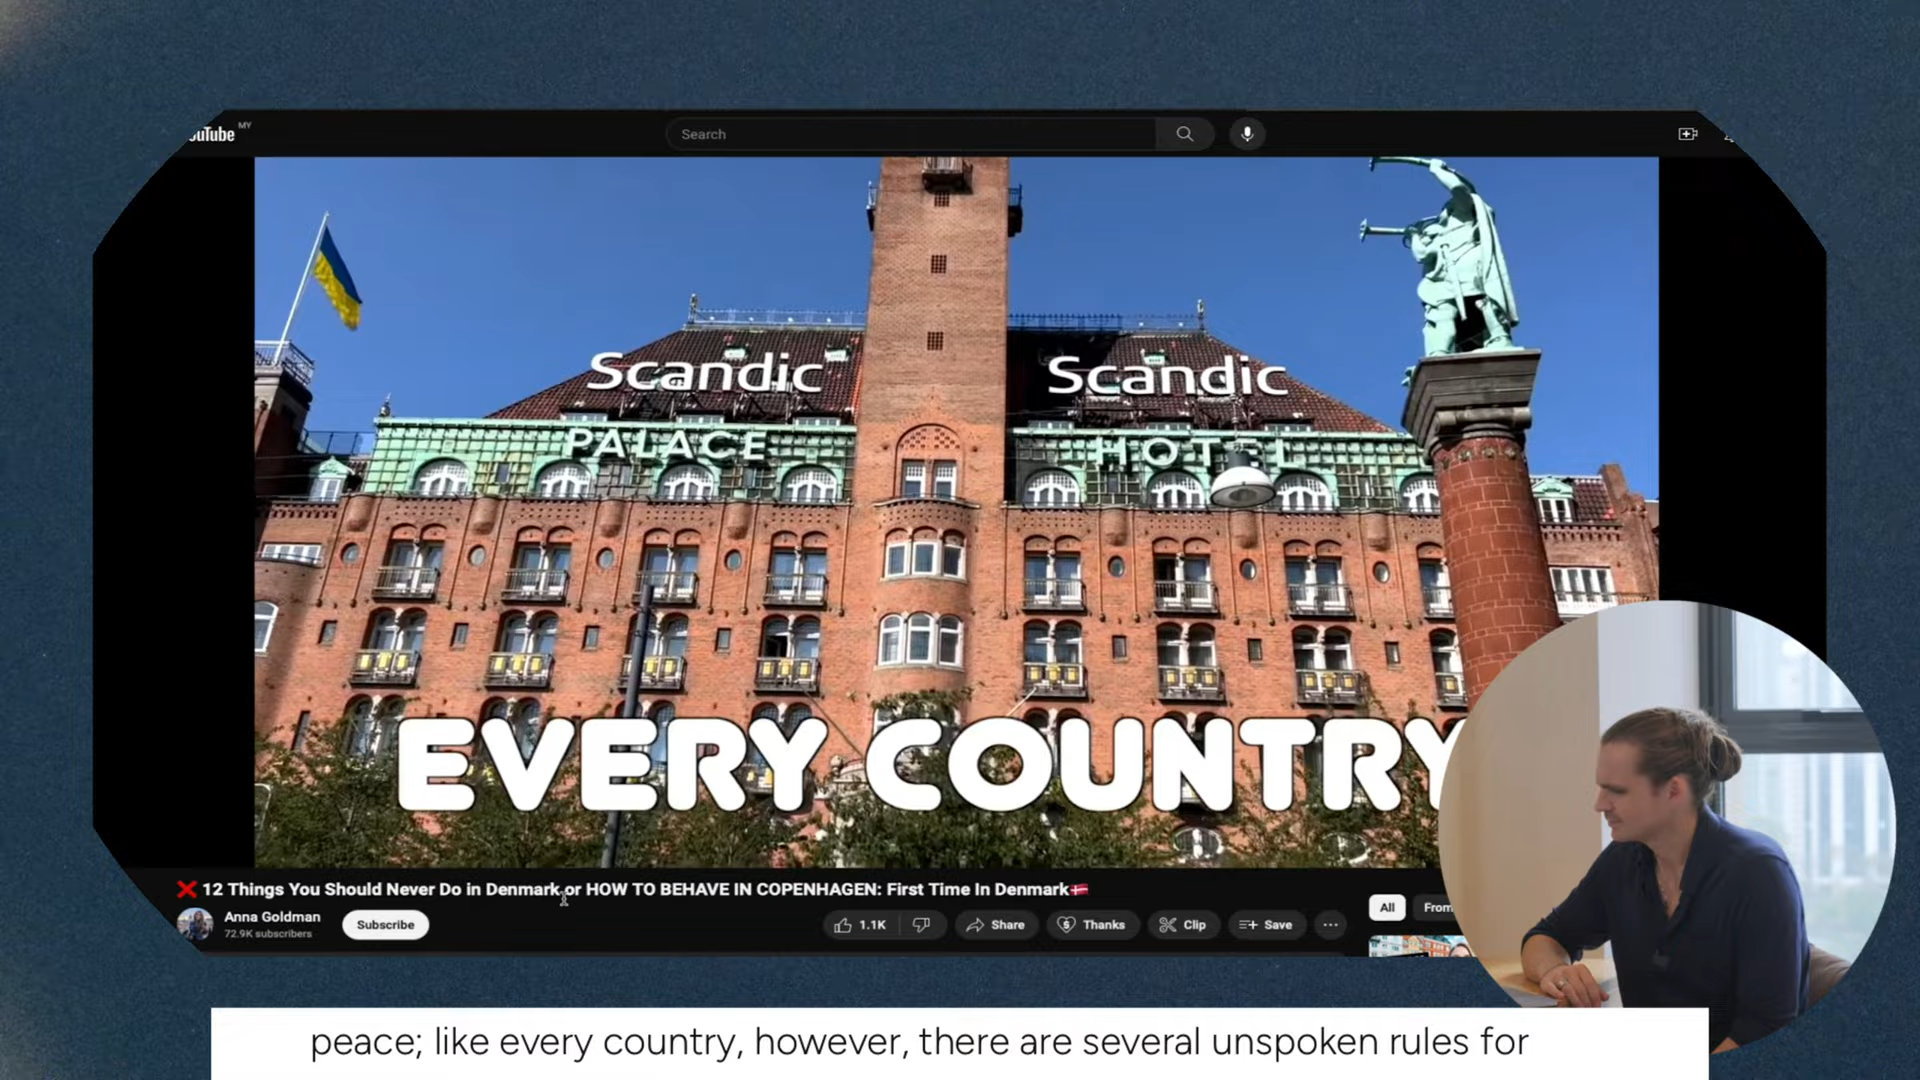 uTube MY
Search
Scandic Scandic
PALACE HOTEL
EVERY COUNTRY
❌ 12 Things You Should Never Do in Denmark or HOW TO BEHAVE IN COPENHAGEN: First Time In Denmark🇩🇰
Anna Goldman
72.9K subscribers
Subscribe
1.1K
Share
Thanks
Clip
Save
All
From
peace; like every country, however, there are several unspoken rules for